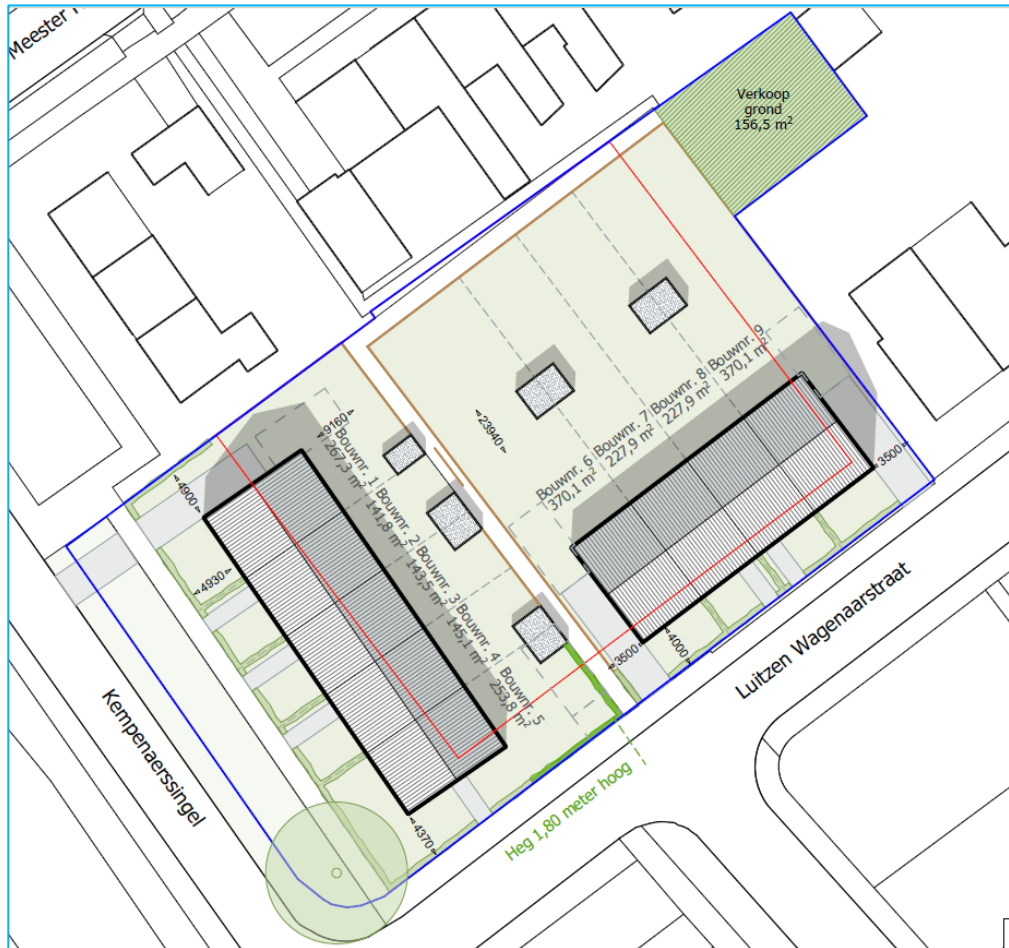 Meester
Verkoop
grond
156,5 m²
23940
9160
4900
4930
Bouwnr. 1
267,3 m²
Bouwnr. 2
141,8 m²
Bouwnr. 3
143,5 m²
Bouwnr. 4
145,1 m²
Bouwnr. 5
253,8 m²
Bouwnr. 6 | Bouwnr. 7 | Bouwnr. 8 | Bouwnr. 9
370,1 m² | 227,9 m² | 227,9 m² | 370,1 m²
3500
4000
3500
4370
Kempenaerssingel
Luitzen Wagenaarstraat
Heg 1,80 meter hoog